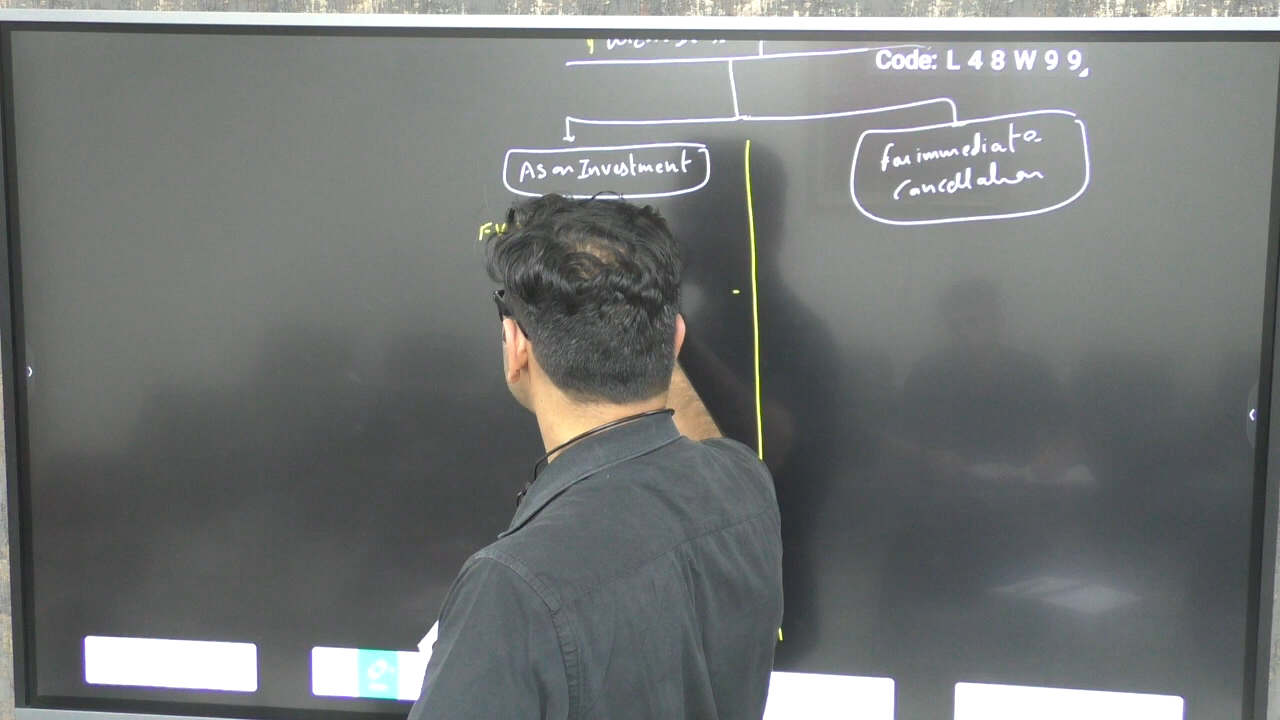 Code: L 4 8 W 9 9
As an Investment
for immediate
cancellation